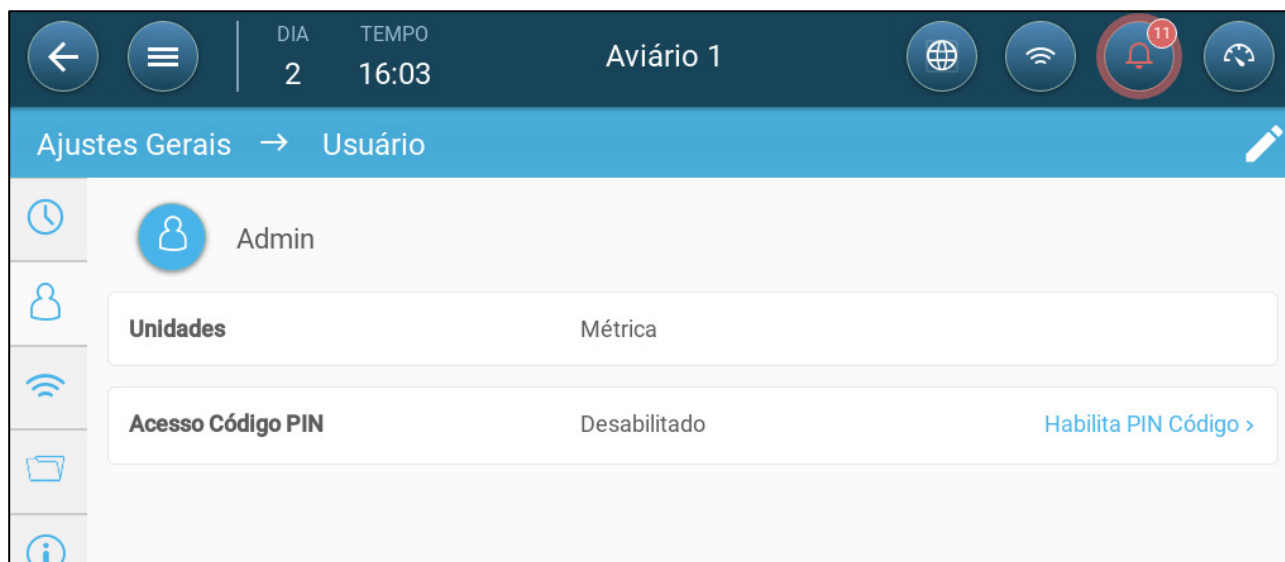 DIA TEMPO
2 16:03
Aviário 1
11
Ajustes Gerais → Usuário
Admin
Unidades Métrica
Acesso Código PIN Desabilitado Habilita PIN Código >